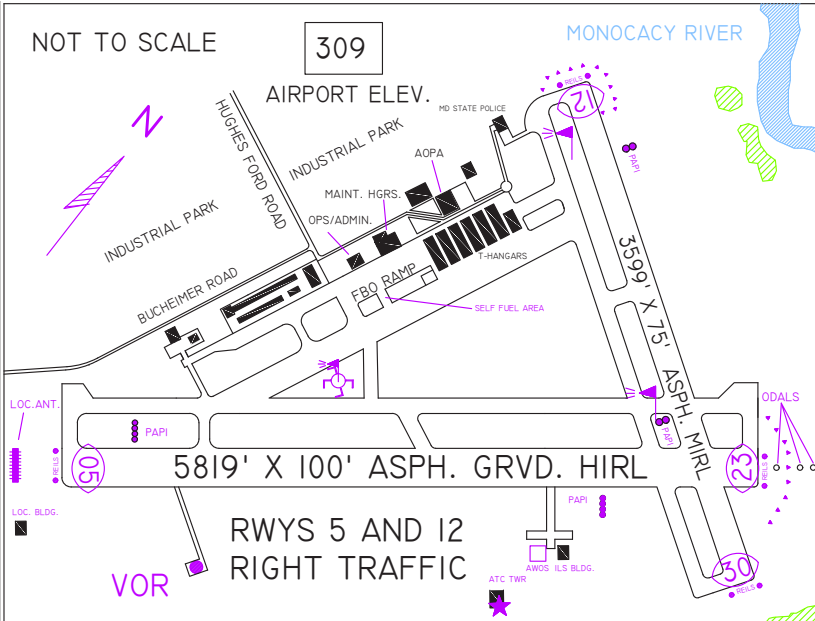 NOT TO SCALE
309
AIRPORT ELEV.
MONOCACY RIVER
N
HUGHES FORD ROAD
INDUSTRIAL PARK
MD STATE POLICE
AOPA
MAINT. HGRS.
OPS/ADMIN.
INDUSTRIAL PARK
BUCHEIMER ROAD
FBO RAMP
T-HANGARS
SELF FUEL AREA
REILS
12
PAPI
3599' X 75' ASPH. MIRL
LOC.ANT.
PAPI
PAPI
ODALS
REILS
05
5819' X 100' ASPH. GRVD. HIRL
23
REILS
LOC. BLDG.
RWYS 5 AND 12
RIGHT TRAFFIC
PAPI
VOR
AWOS
ILS BLDG.
ATC TWR
30
REILS